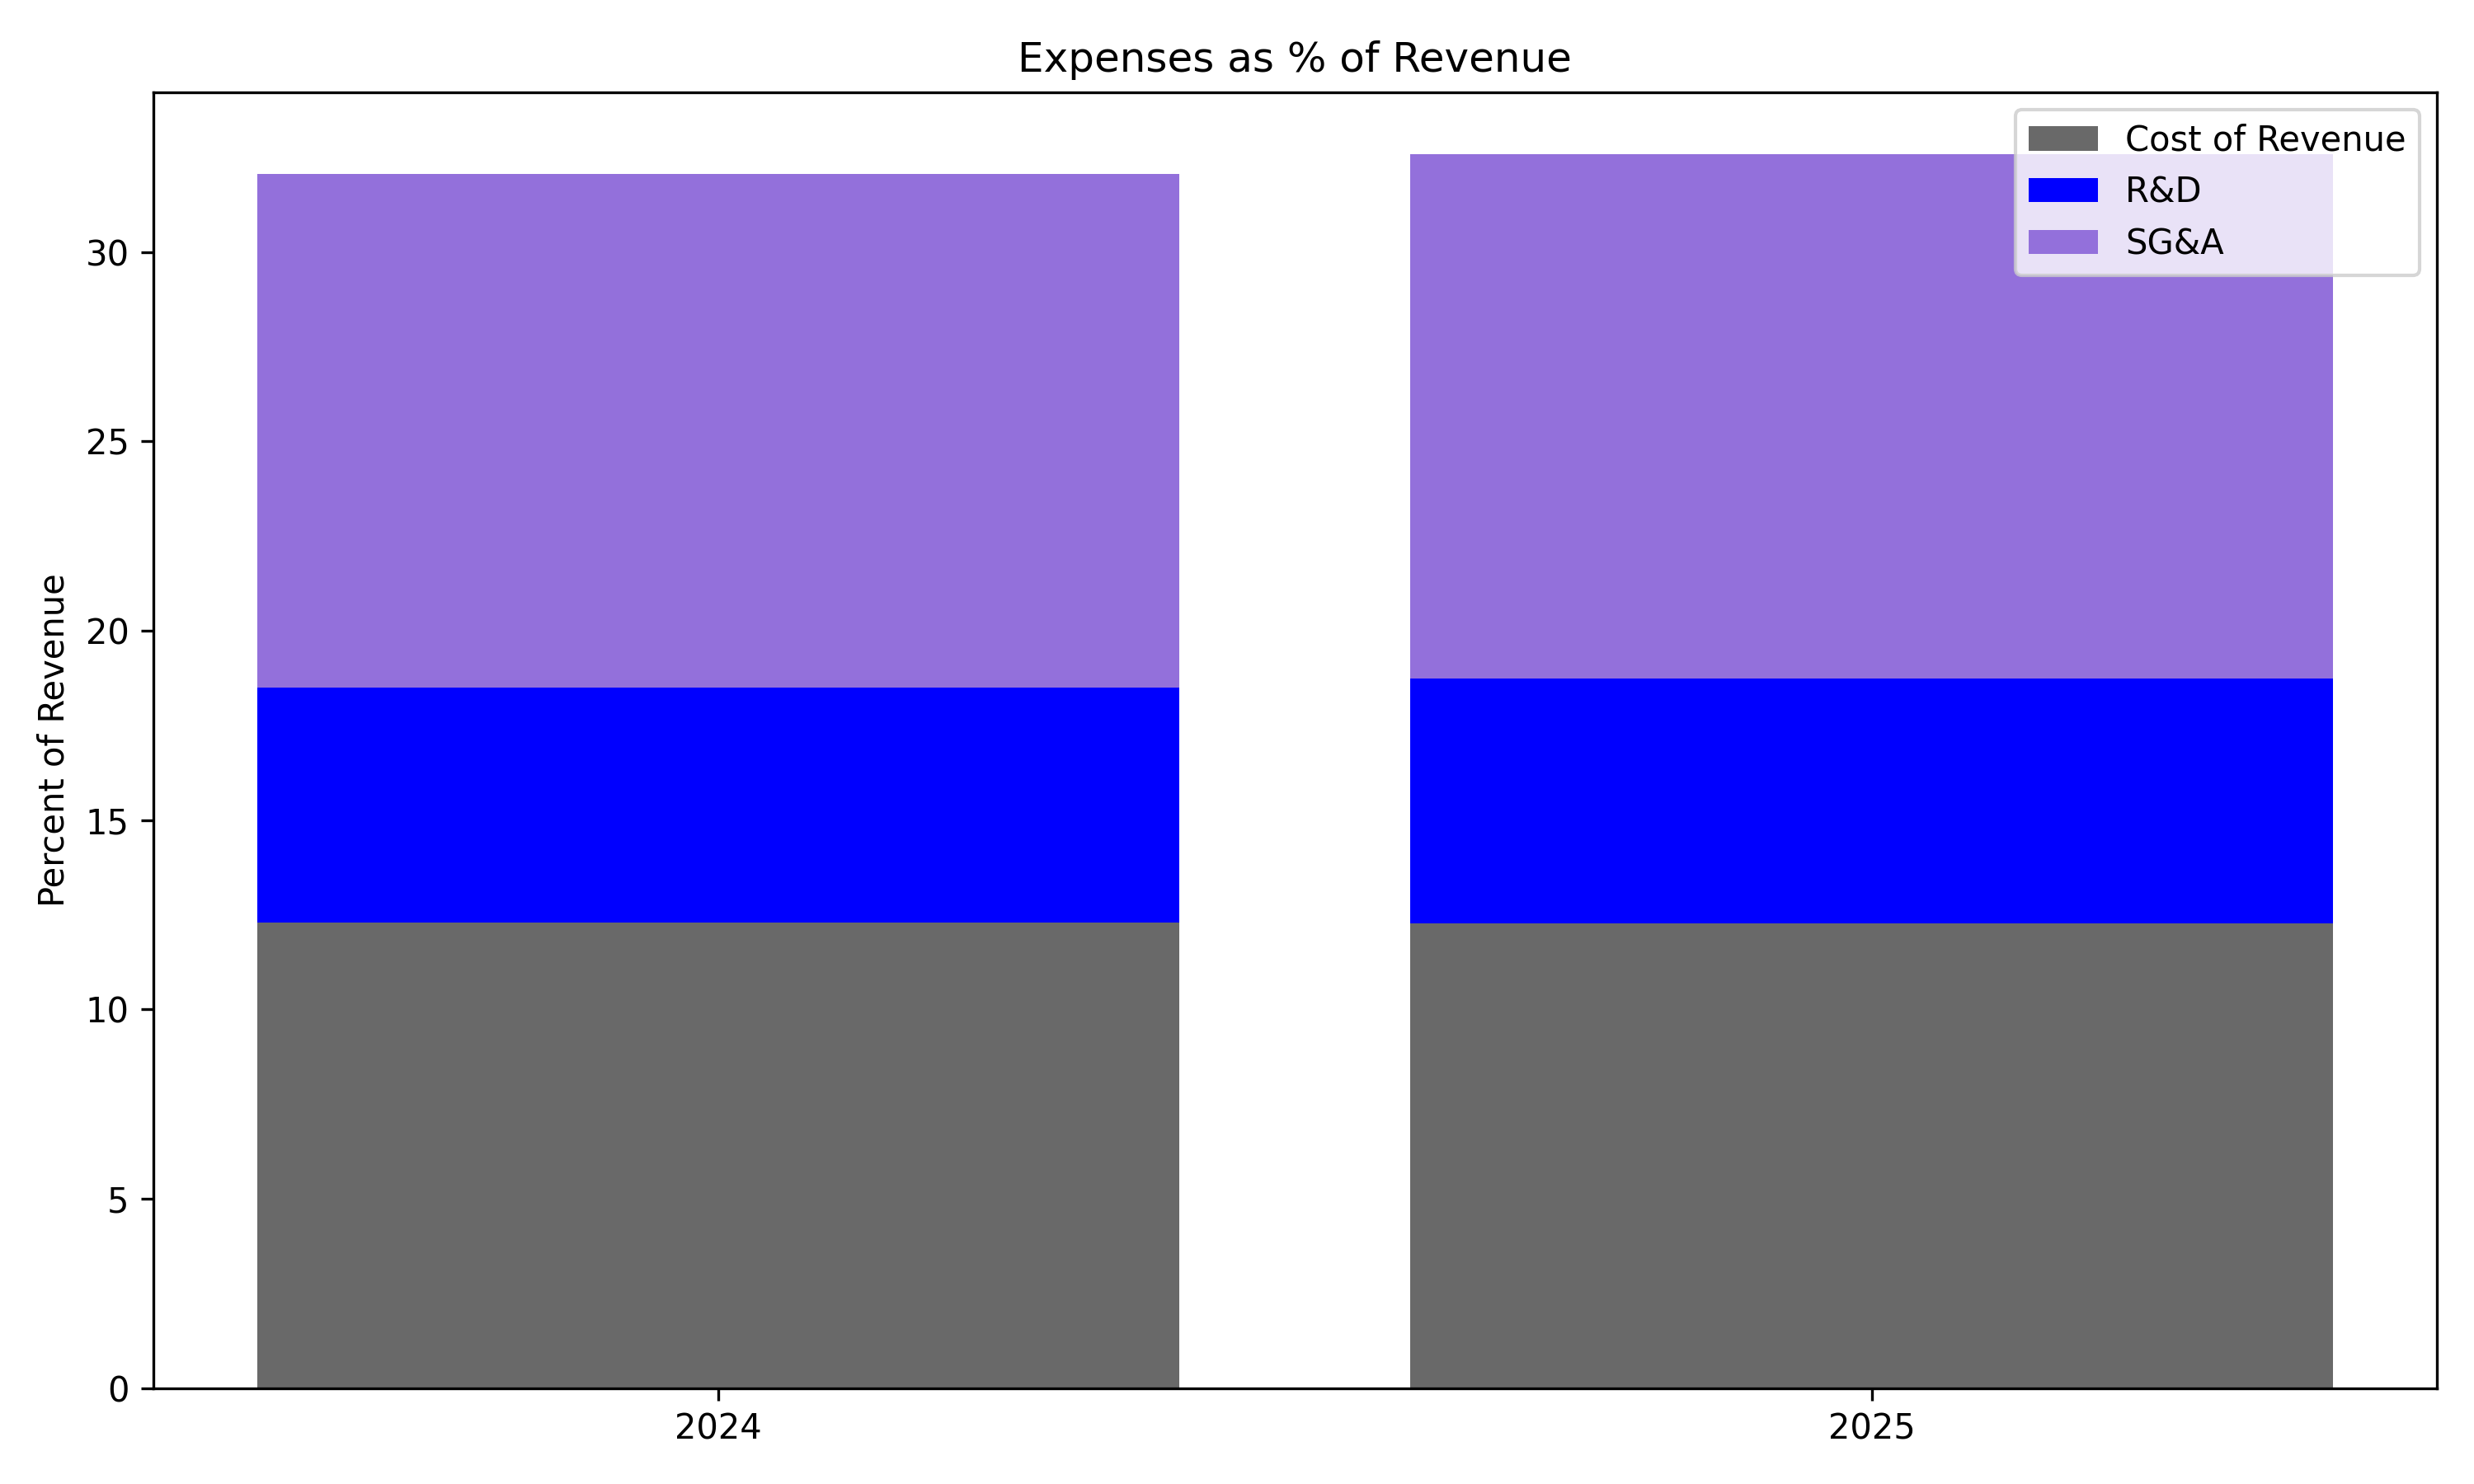 Expenses as % of Revenue
Cost of Revenue
R&D
SG&A
Percent of Revenue
30
25
20
15
10
5
0
2024
2025